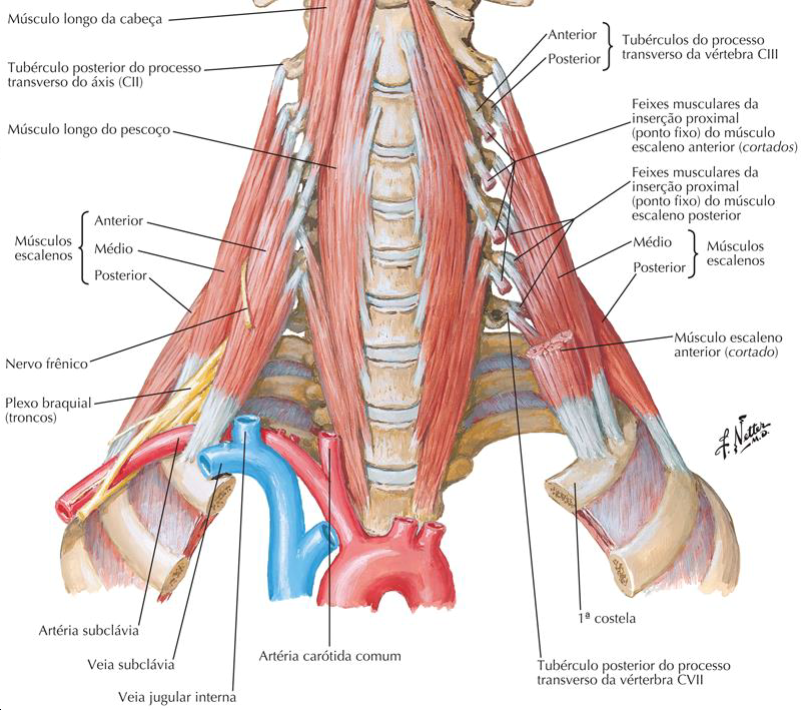 Músculo longo da cabeça
Tubérculo posterior do processo
transverso do áxis (CII)
Músculo longo do pescoço
Músculos
escalenos
Anterior
Médio
Posterior
Nervo frênico
Plexo braquial
(troncos)
Artéria subclávia
Veia subclávia
Veia jugular interna
Artéria carótida comum
Anterior
Posterior
Tubérculos do processo
transverso da vértebra CIII
Feixes musculares da
inserção proximal
(ponto fixo) do músculo
escaleno anterior (cortados)
Feixes musculares da
inserção proximal
(ponto fixo) do músculo
escaleno posterior
Médio
Posterior
Músculos
escalenos
Músculo escaleno
anterior (cortado)
F. Netter
M.D.
1ª costela
Tubérculo posterior do processo
transverso da vérterbra CVII